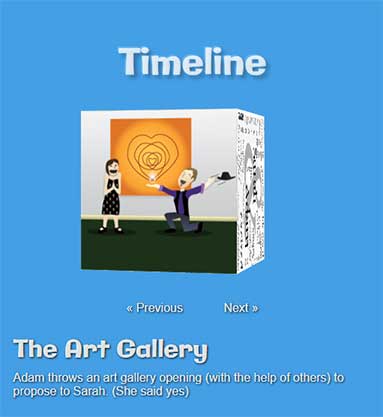 Timeline
« Previous Next »
The Art Gallery
Adam throws an art gallery opening (with the help of others) to
propose to Sarah. (She said yes)